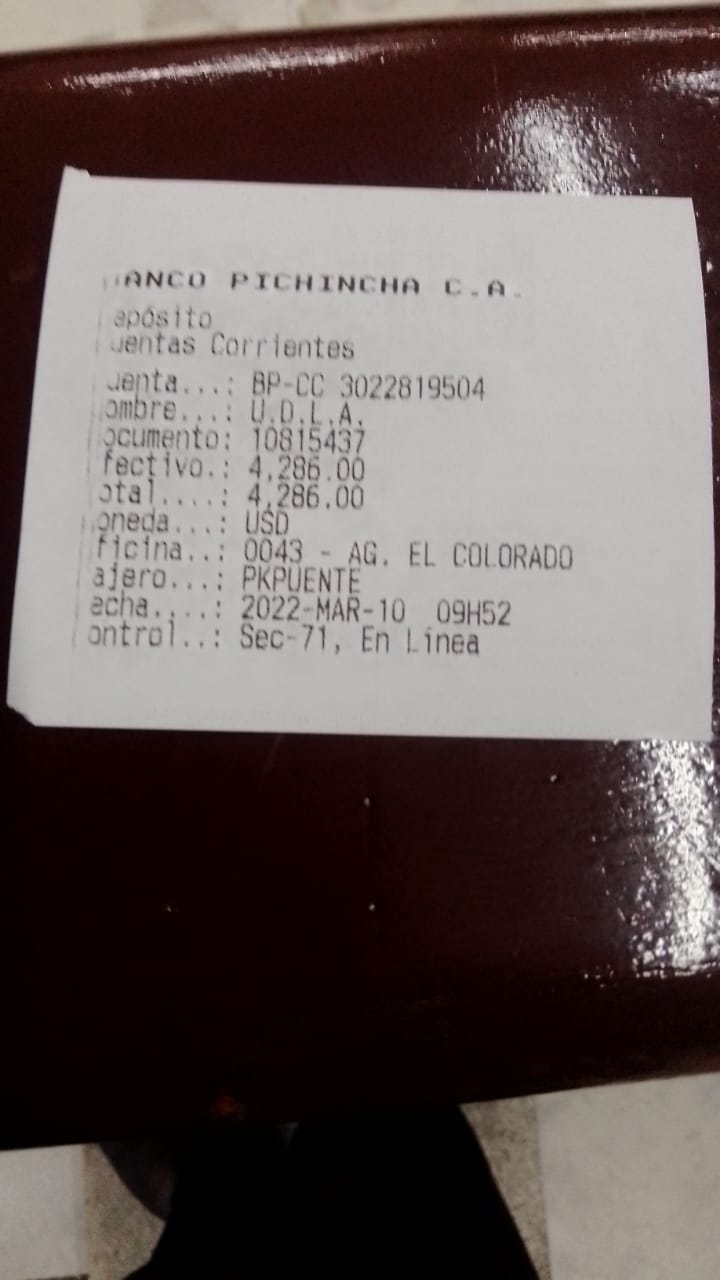 BANCO PICHINCHA C.A.
epósito
uentas Corrientes
uenta...: BP-CC 3022819504
ombre...: U.D.L.A.
ocumento: 10815437
fectivo.: 4,286.00
otal....: 4,286.00
oneda...: USD
ficina..: 0043 - AG. EL COLORADO
ajero...: PKPUENTE
echa....: 2022-MAR-10 09H52
ontrol..: Sec-71, En Línea